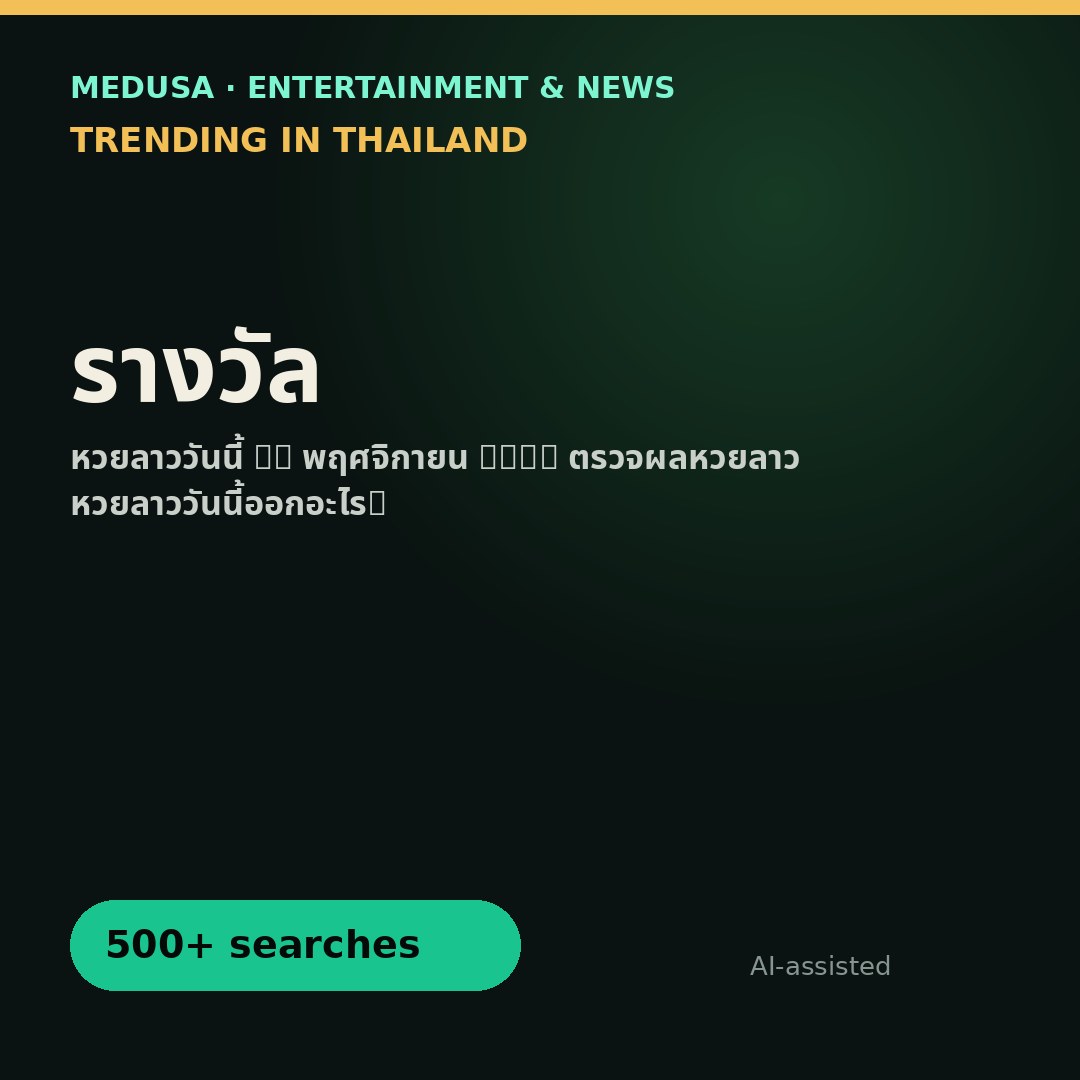 MEDUSA · ENTERTAINMENT & NEWS
TRENDING IN THAILAND
รางวัล
หวยลาววันนี้ พฤศจิกายน ตรวจผลหวยลาว
หวยลาววันนี้ออกอะไร
500+ searches
AI-assisted